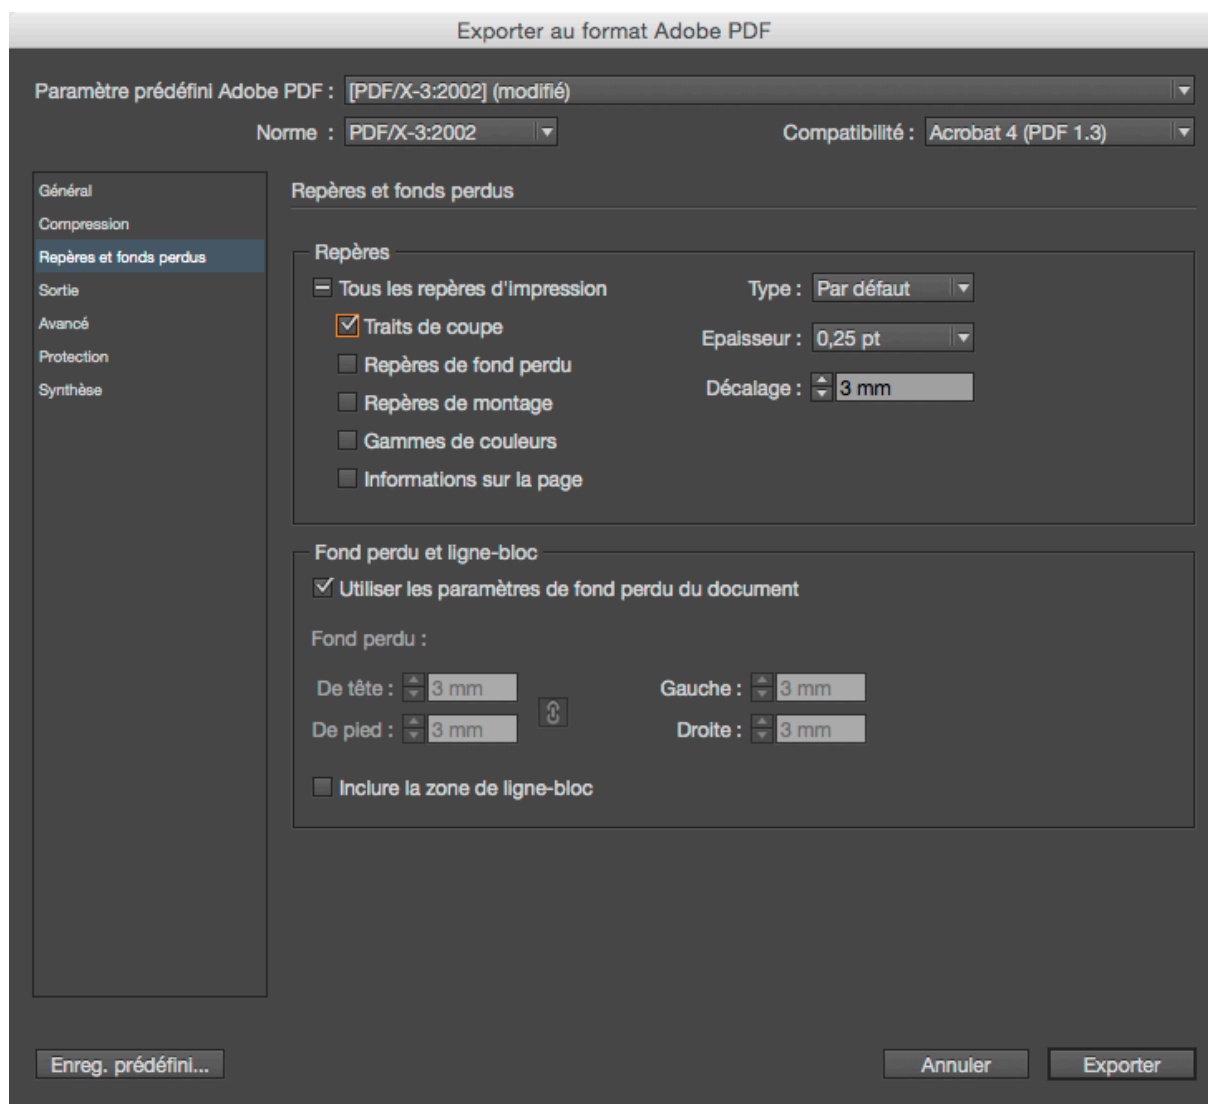 Exporter au format Adobe PDF
Paramètre prédéfini Adobe PDF : [PDF/X-3:2002] (modifié)
Norme : PDF/X-3:2002 Compatibilité : Acrobat 4 (PDF 1.3)
Général
Compression
Repères et fonds perdus
Sortie
Avancé
Protection
Synthèse
Repères et fonds perdus
Repères
Tous les repères d'impression
Traits de coupe
Repères de fond perdu
Repères de montage
Gammes de couleurs
Informations sur la page
Type : Par défaut
Epaisseur : 0,25 pt
Décalage : 3 mm
Fond perdu et ligne-bloc
Utiliser les paramètres de fond perdu du document
Fond perdu :
De tête : 3 mm Gauche : 3 mm
De pied : 3 mm Droite : 3 mm
Inclure la zone de ligne-bloc
Enreg. prédéfini... Annuler Exporter